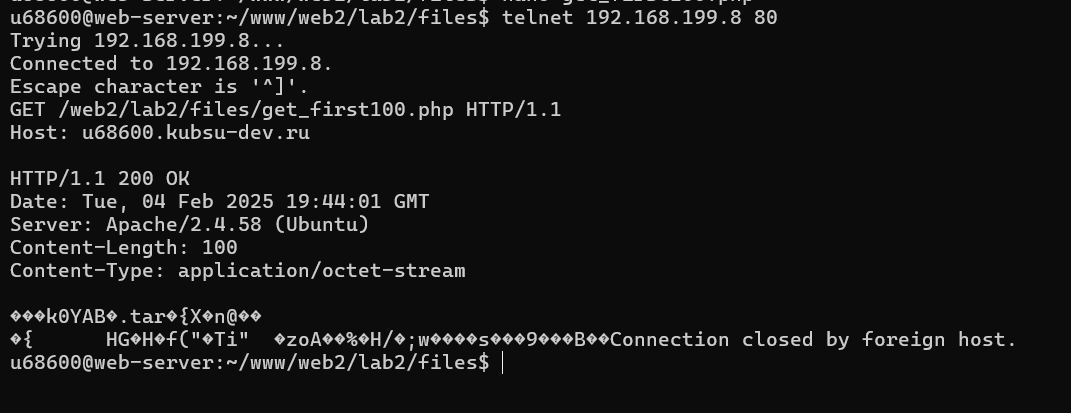 u68600@web-server:~/www/web2/lab2/files$ telnet 192.168.199.8 80
Trying 192.168.199.8...
Connected to 192.168.199.8.
Escape character is '^]'.
GET /web2/lab2/files/get_first100.php HTTP/1.1
Host: u68600.kubsu-dev.ru
HTTP/1.1 200 OK
Date: Tue, 04 Feb 2025 19:44:01 GMT
Server: Apache/2.4.58 (Ubuntu)
Content-Length: 100
Content-Type: application/octet-stream
���k0YAB�.tar�{X�n@��
�{ HG�H�f("�Ti" �zoA��%�H/�;w����s���9���B��Connection closed by foreign host.
u68600@web-server:~/www/web2/lab2/files$